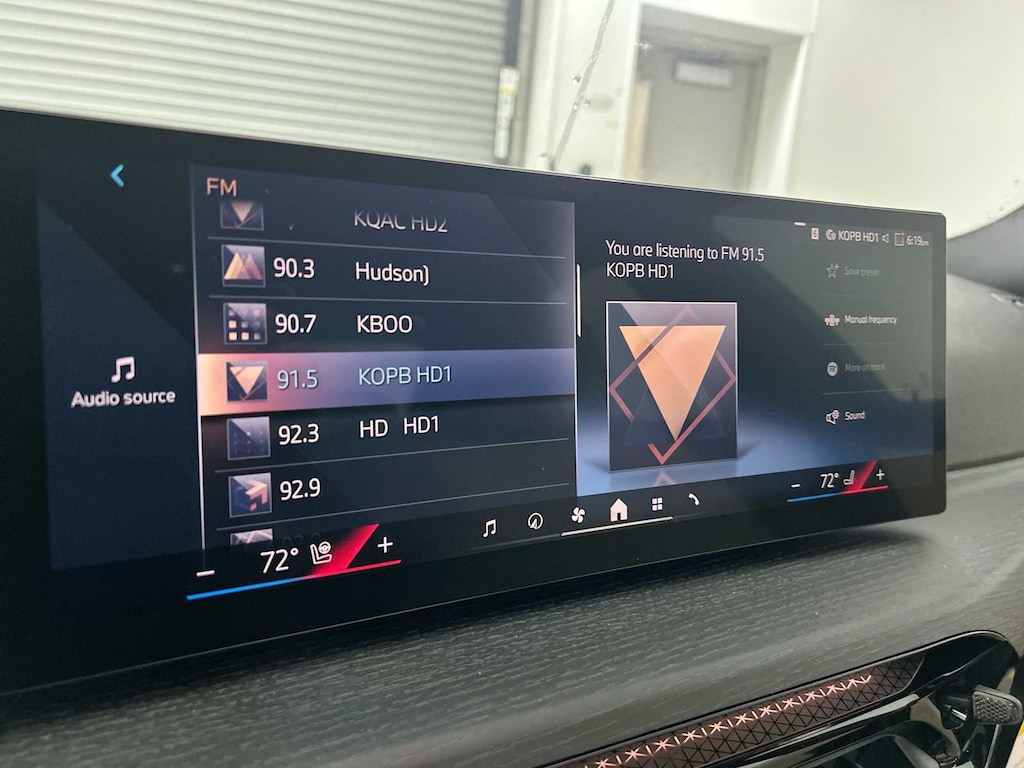 FM
KQAC HD2
90.3 Hudson)
90.7 KBOO
91.5 KOPB HD1
92.3 HD HD1
92.9
Audio source
You are listening to FM 91.5
KOPB HD1
KOPB HD1 6:19pm
Save preset
Manual frequency
More on track
Sound
− 72° +
− 72° +